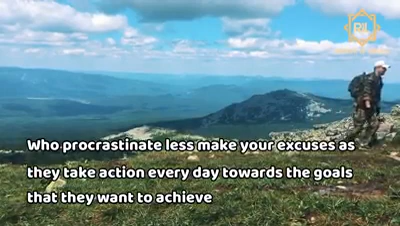 Who procrastinate less make your excuses as
they take action every day towards the goals
that they want to achieve